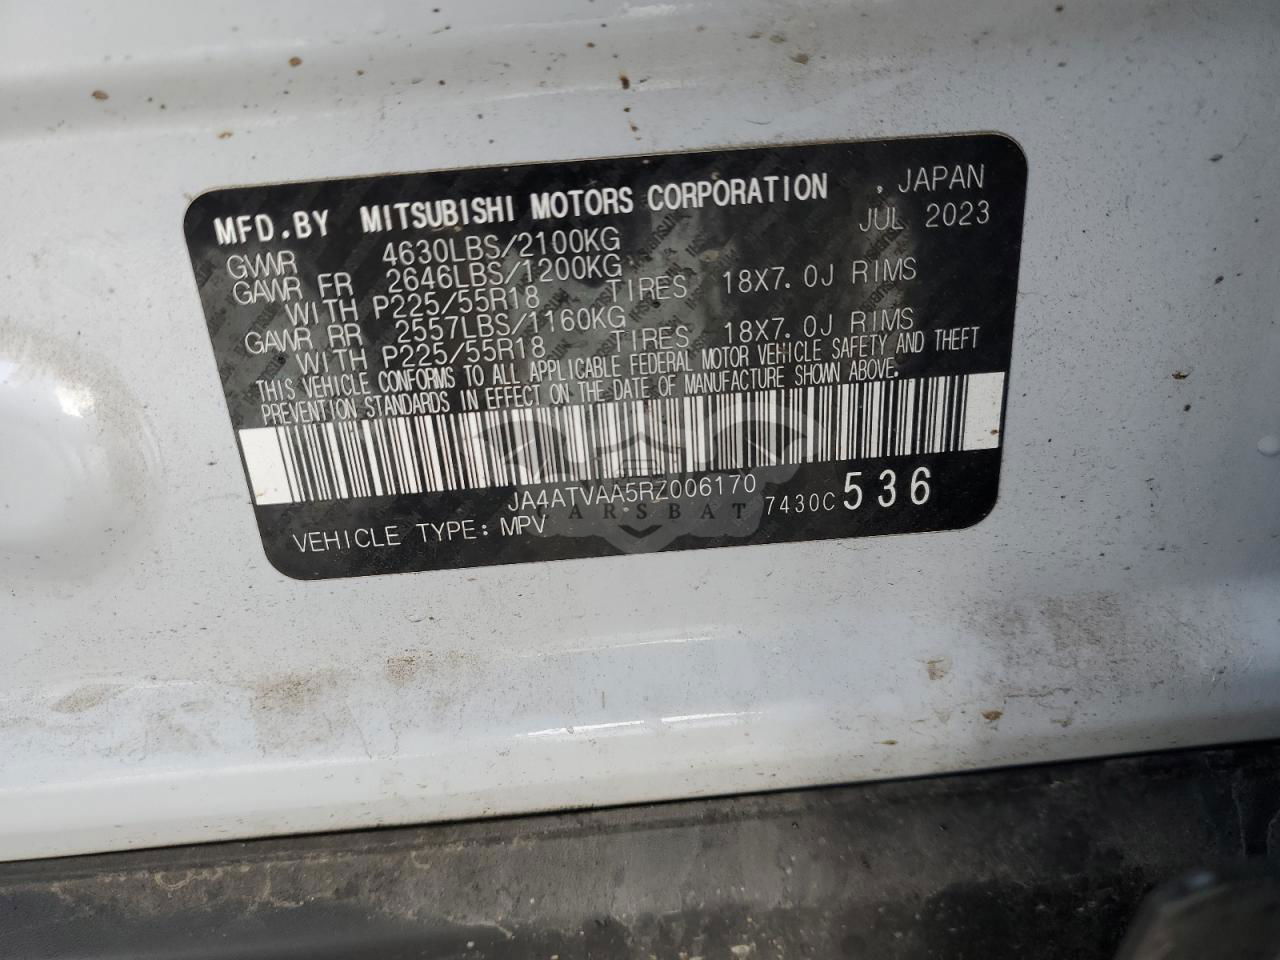 MFD.BY MITSUBISHI MOTORS CORPORATION , JAPAN
JUL 2023
GVWR 4630LBS/2100KG
GAWR FR 2646LBS/1200KG
WITH P225/55R18 TIRES 18X7.0J RIMS
GAWR RR 2557LBS/1160KG
WITH P225/55R18 TIRES 18X7.0J RIMS
THIS VEHICLE CONFORMS TO ALL APPLICABLE FEDERAL MOTOR VEHICLE SAFETY AND THEFT
PREVENTION STANDARDS IN EFFECT ON THE DATE OF MANUFACTURE SHOWN ABOVE.
JA4ATVAA5RZ006170 7430C 536
CARSBAT
VEHICLE TYPE: MPV